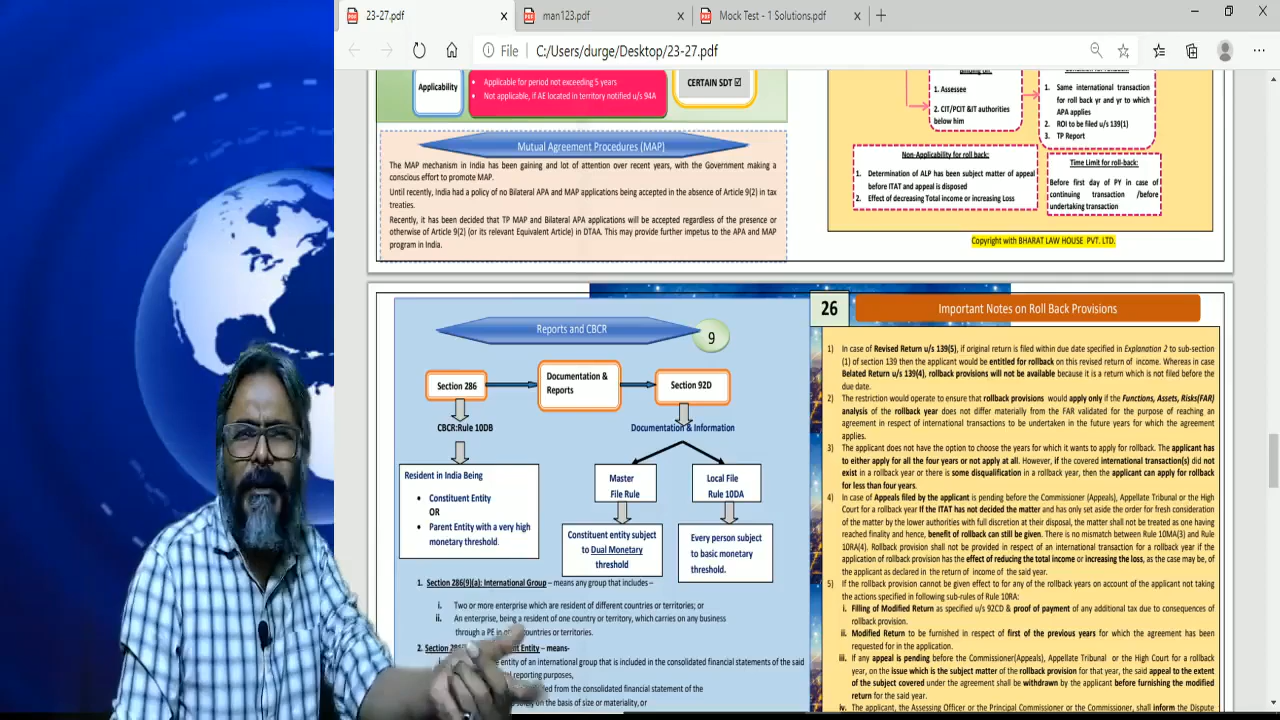 23-27.pdf
man123.pdf
Mock Test - 1 Solutions.pdf
File
C:/Users/durge/Desktop/23-27.pdf
Applicability
Applicable for period not exceeding 5 years
Not applicable, if AE located in territory notified u/s 94A
CERTAIN SDT ☑
Mutual Agreement Procedures (MAP)
The MAP mechanism in India has been gaining and lot of attention over recent years, with the Government making a
conscious effort to promote MAP.
Until recently, India had a policy of no Bilateral APA and MAP applications being accepted in the absence of Article 9(2) in tax
treaties.
Recently, it has been decided that TP MAP and Bilateral APA applications will be accepted regardless of the presence or
otherwise of Article 9(2) (or its relevant Equivalent Article) in DTAA. This may provide further impetus to the APA and MAP
program in India.
1. Assessee
2. CIT/PCIT &IT authorities
below him
1. Same international transaction
for roll back yr and yr to which
APA applies
2. ROI to be filed u/s 139(1)
3. TP Report
Non-Applicability for roll back:
1. Determination of ALP has been subject matter of appeal
before ITAT and appeal is disposed
2. Effect of decreasing Total income or increasing Loss
Time Limit for roll-back:
Before first day of PY in case of
continuing transaction /before
undertaking transaction
Copyright with BHARAT LAW HOUSE PVT. LTD.
Reports and CBCR
9
Section 286
Documentation &
Reports
Section 92D
CBCR:Rule 10DB
Documentation & Information
Resident in India Being
• Constituent Entity
OR
• Parent Entity with a very high
monetary threshold.
Master
File Rule
Local File
Rule 10DA
Constituent entity subject
to Dual Monetary
threshold
Every person subject
to basic monetary
threshold.
1. Section 286(9)(a): International Group – means any group that includes –
i. Two or more enterprise which are resident of different countries or territories; or
ii. An enterprise, being a resident of one country or territory, which carries on any business
through a PE in countries or territories.
2. Section Entity – means-
entity of an international group that is included in the consolidated financial statements of the said
reporting purposes,
from the consolidated financial statement of the
on the basis of size or materiality, or
26
Important Notes on Roll Back Provisions
1) In case of Revised Return u/s 139(5), if original return is filed within due date specified in Explanation 2 to sub-section
(1) of section 139 then the applicant would be entitled for rollback on this revised return of income. Whereas in case
Belated Return u/s 139(4), rollback provisions will not be available because it is a return which is not filed before the
due date.
2) The restriction would operate to ensure that rollback provisions would apply only if the Functions, Assets, Risks(FAR)
analysis of the rollback year does not differ materially from the FAR validated for the purpose of reaching an
agreement in respect of international transactions to be undertaken in the future years for which the agreement
applies.
3) The applicant does not have the option to choose the years for which it wants to apply for rollback. The applicant has
to either apply for all the four years or not apply at all. However, if the covered international transaction(s) did not
exist in a rollback year or there is some disqualification in a rollback year, then the applicant can apply for rollback
for less than four years.
4) In case of Appeals filed by the applicant is pending before the Commissioner (Appeals), Appellate Tribunal or the High
Court for a rollback year If the ITAT has not decided the matter and has only set aside the order for fresh consideration
of the matter by the lower authorities with full discretion at their disposal, the matter shall not be treated as one having
reached finality and hence, benefit of rollback can still be given. There is no mismatch between Rule 10MA(3) and Rule
10RA(4). Rollback provision shall not be provided in respect of an international transaction for a rollback year if the
application of rollback provision has the effect of reducing the total income or increasing the loss, as the case may be, of
the applicant as declared in the return of income of the said year.
5) If the rollback provision cannot be given effect to for any of the rollback years on account of the applicant not taking
the actions specified in following sub-rules of Rule 10RA:
i. Filling of Modified Return as specified u/s 92CD & proof of payment of any additional tax due to consequences of
rollback provision.
ii. Modified Return to be furnished in respect of first of the previous years for which the agreement has been
requested for in the application.
iii. If any appeal is pending before the Commissioner(Appeals), Appellate Tribunal or the High Court for a rollback
year, on the issue which is the subject matter of the rollback provision for that year, the said appeal to the extent
of the subject covered under the agreement shall be withdrawn by the applicant before furnishing the modified
return for the said year.
iv. The applicant, the Assessing Officer or the Principal Commissioner or the Commissioner, shall inform the Dispute